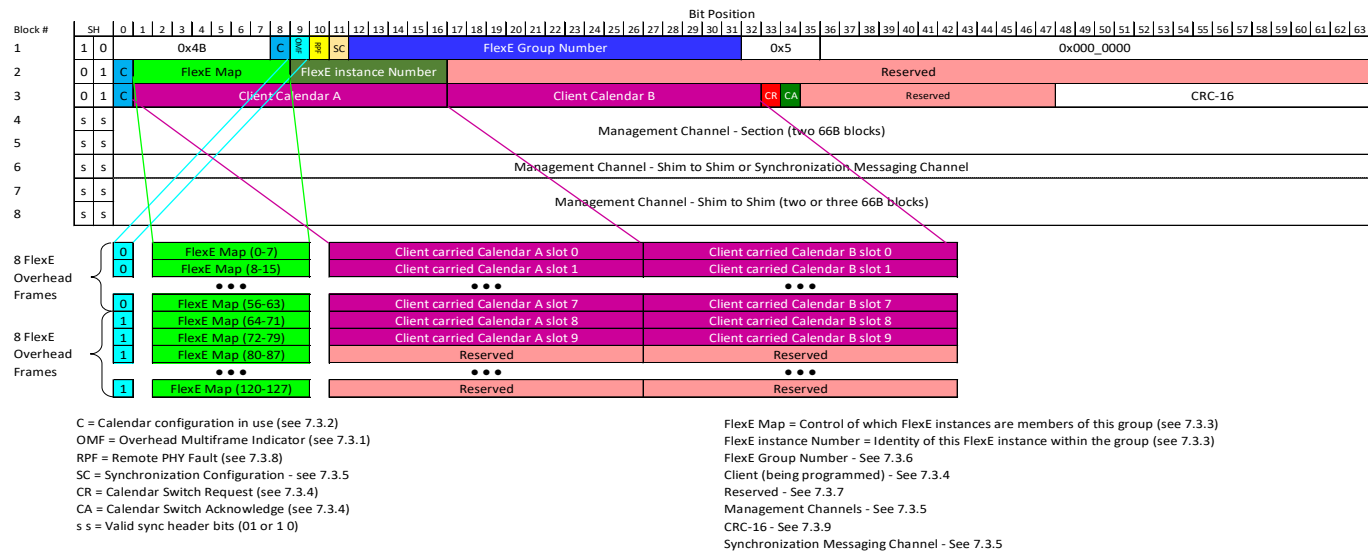 Bit Position
Block # SH 0 1 2 3 4 5 6 7 8 9 10 11 12 13 14 15 16 17 18 19 20 21 22 23 24 25 26 27 28 29 30 31 32 33 34 35 36 37 38 39 40 41 42 43 44 45 46 47 48 49 50 51 52 53 54 55 56 57 58 59 60 61 62 63
1 1 0 0x4B C OMF RPF SC FlexE Group Number 0x5 0x000_0000
2 0 1 C FlexE Map FlexE instance Number Reserved
3 0 1 C Client Calendar A Client Calendar B CR CA Reserved CRC-16
4 s s
Management Channel - Section (two 66B blocks)
5 s s
6 s s Management Channel - Shim to Shim or Synchronization Messaging Channel
7 s s
Management Channel - Shim to Shim (two or three 66B blocks)
8 s s
8 FlexE
Overhead
Frames
0 FlexE Map (0-7) Client carried Calendar A slot 0 Client carried Calendar B slot 0
0 FlexE Map (8-15) Client carried Calendar A slot 1 Client carried Calendar B slot 1
••• ••• •••
0 FlexE Map (56-63) Client carried Calendar A slot 7 Client carried Calendar B slot 7
8 FlexE
Overhead
Frames
1 FlexE Map (64-71) Client carried Calendar A slot 8 Client carried Calendar B slot 8
1 FlexE Map (72-79) Client carried Calendar A slot 9 Client carried Calendar B slot 9
1 FlexE Map (80-87) Reserved Reserved
••• ••• •••
1 FlexE Map (120-127) Reserved Reserved
C = Calendar configuration in use (see 7.3.2)
OMF = Overhead Multiframe Indicator (see 7.3.1)
RPF = Remote PHY Fault (see 7.3.8)
SC = Synchronization Configuration - see 7.3.5
CR = Calendar Switch Request (see 7.3.4)
CA = Calendar Switch Acknowledge (see 7.3.4)
s s = Valid sync header bits (01 or 1 0)
FlexE Map = Control of which FlexE instances are members of this group (see 7.3.3)
FlexE instance Number = Identity of this FlexE instance within the group (see 7.3.3)
FlexE Group Number - See 7.3.6
Client (being programmed) - See 7.3.4
Reserved - See 7.3.7
Management Channels - See 7.3.5
CRC-16 - See 7.3.9
Synchronization Messaging Channel - See 7.3.5